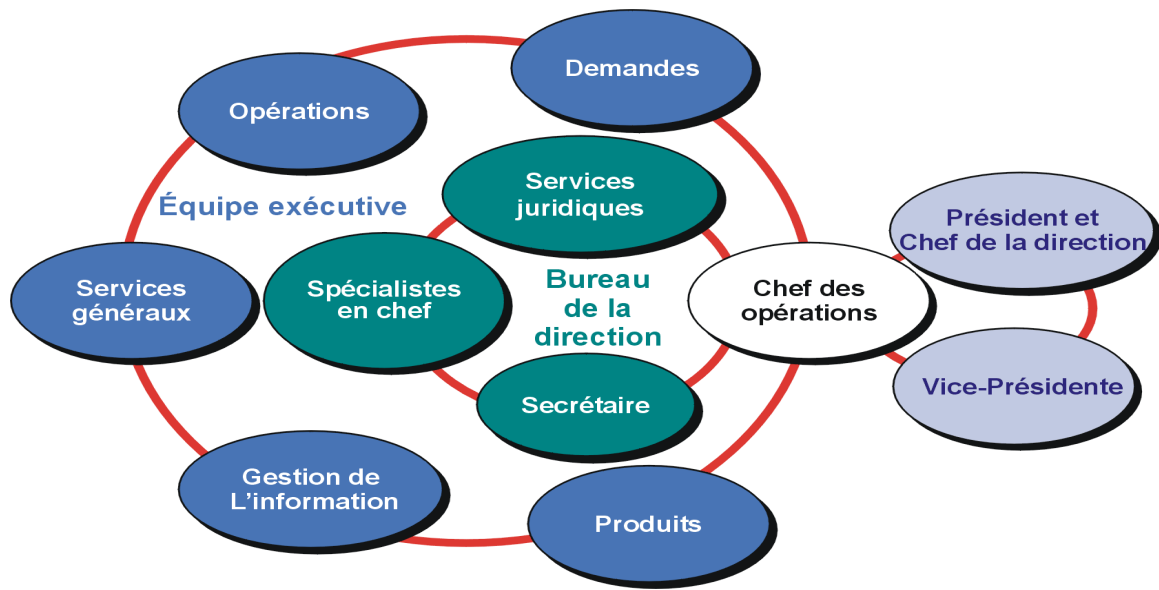 Demandes
Opérations
Services
juridiques
Équipe exécutive
Président et
Chef de la direction
Services
généraux
Spécialistes
en chef
Bureau
de la
direction
Chef des
opérations
Vice-Présidente
Secrétaire
Gestion de
L’information
Produits